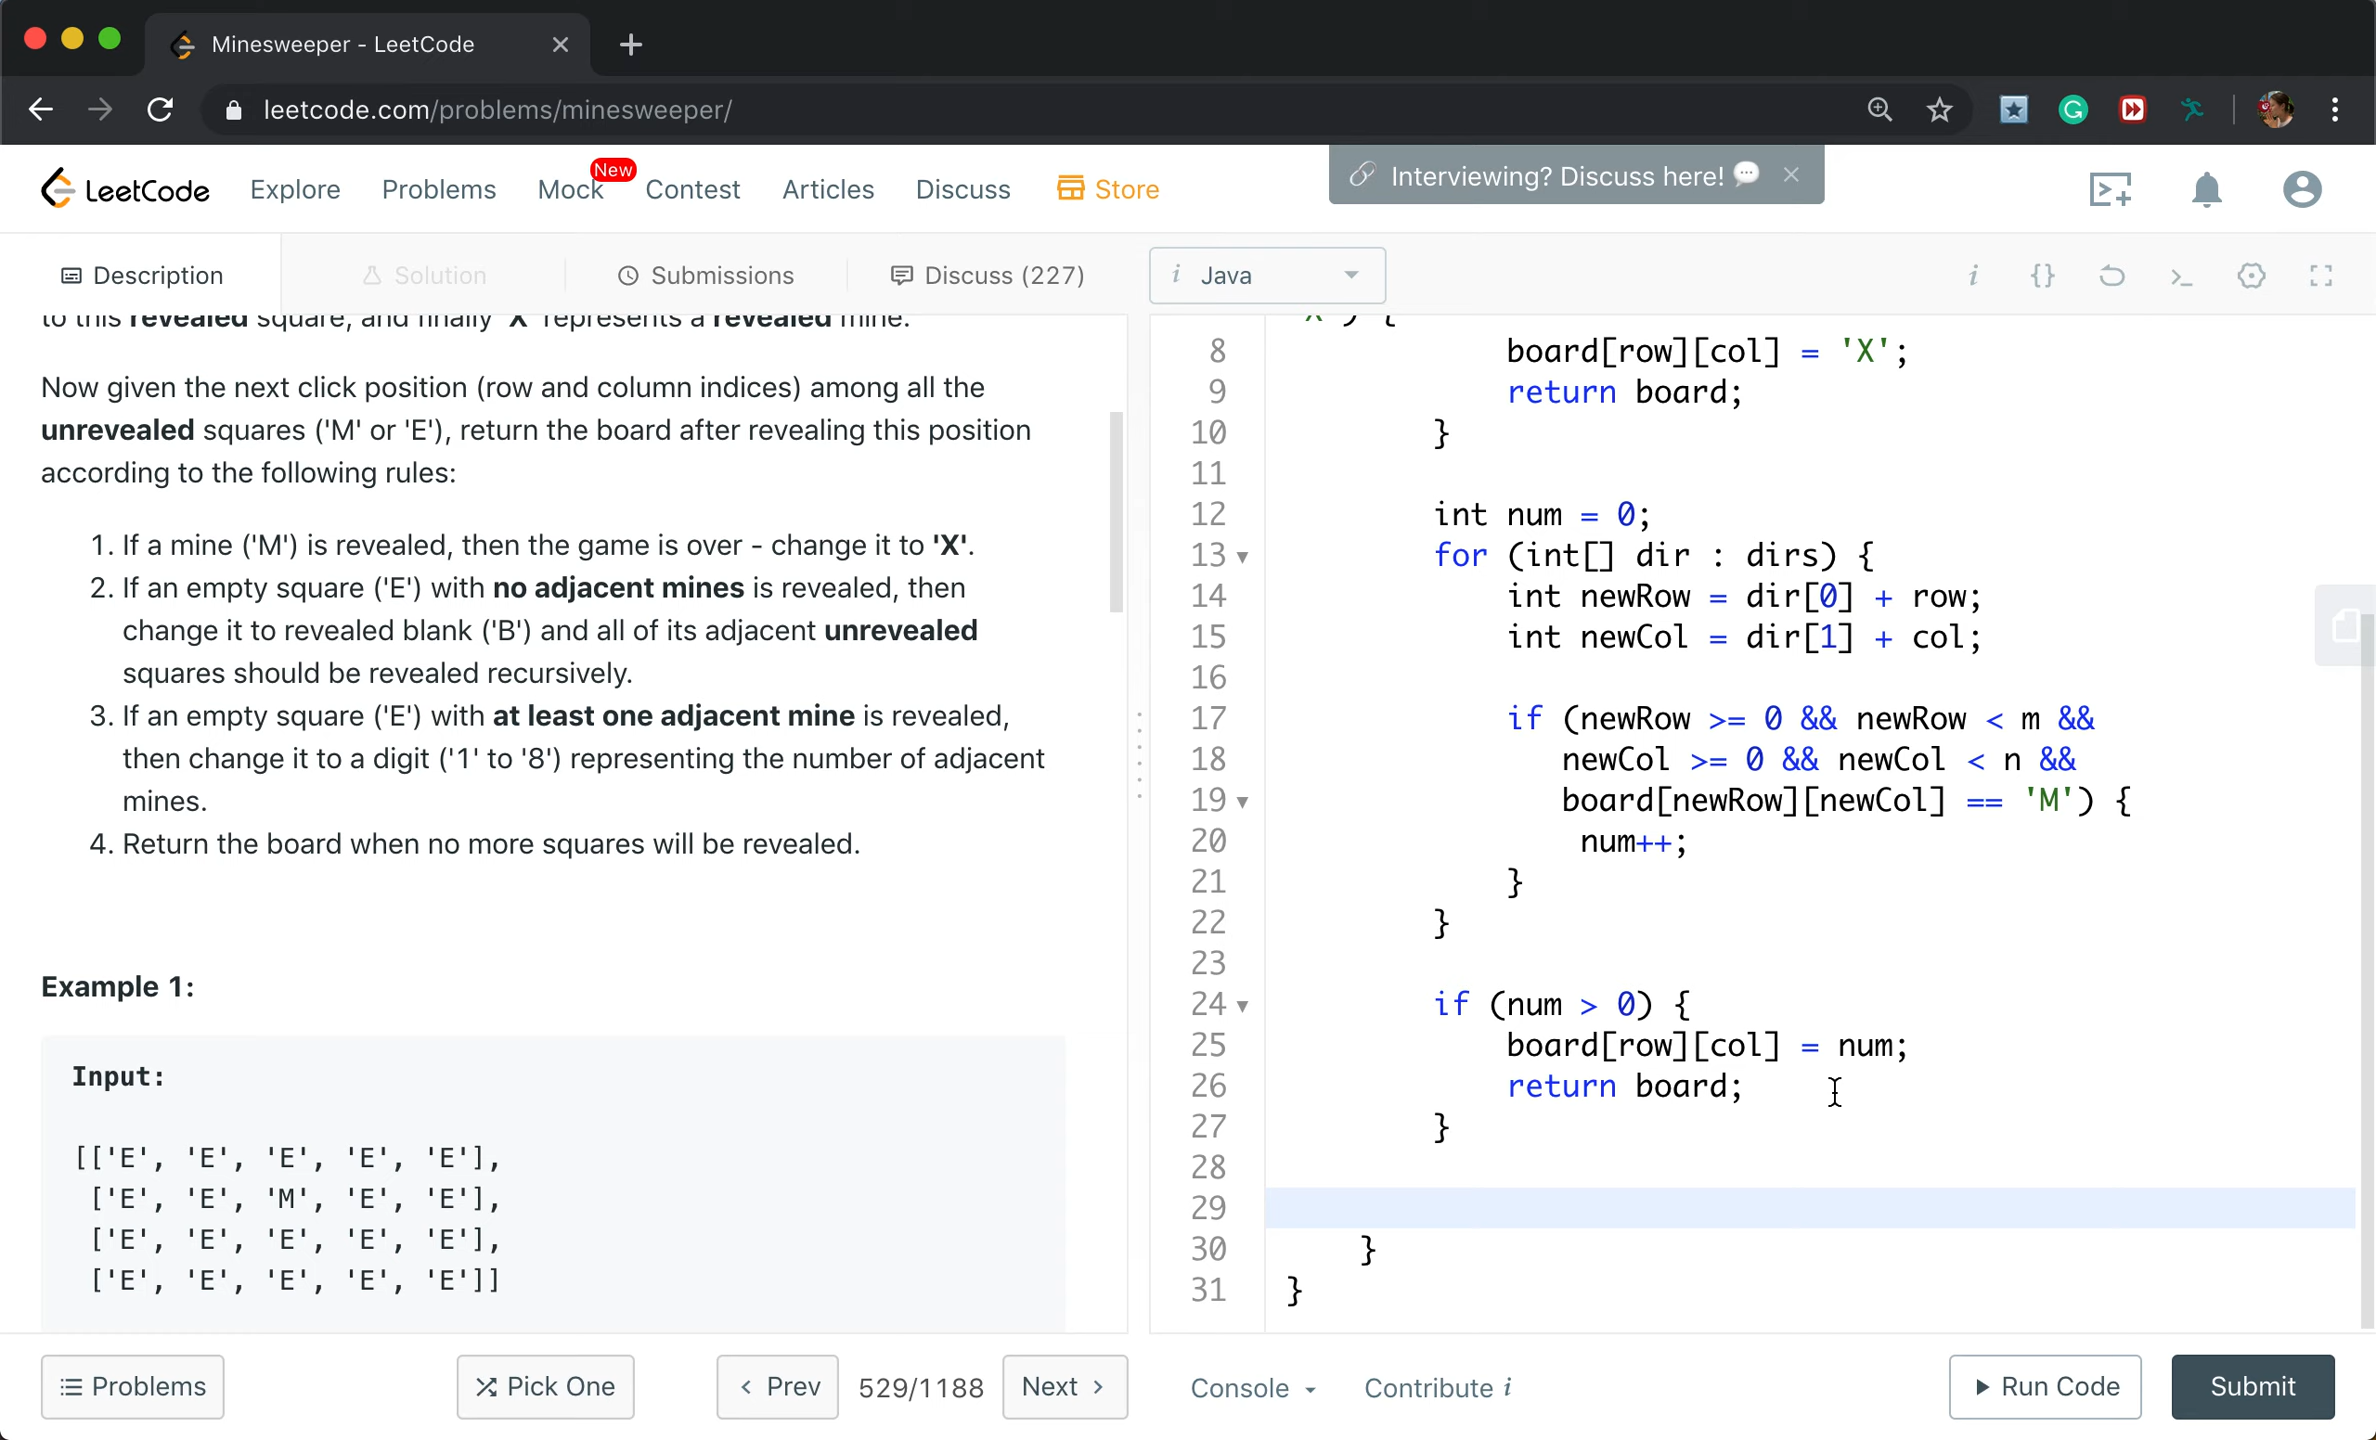 Minesweeper - LeetCode
leetcode.com/problems/minesweeper/
LeetCode
Explore
Problems
Mock
New
Contest
Articles
Discuss
Store
Interviewing? Discuss here!
Description
Solution
Submissions
Discuss (227)
i Java
to this revealed square, and finally 'X' represents a revealed mine.
Now given the next click position (row and column indices) among all the
unrevealed squares ('M' or 'E'), return the board after revealing this position
according to the following rules:
1. If a mine ('M') is revealed, then the game is over - change it to 'X'.
2. If an empty square ('E') with no adjacent mines is revealed, then
change it to revealed blank ('B') and all of its adjacent unrevealed
squares should be revealed recursively.
3. If an empty square ('E') with at least one adjacent mine is revealed,
then change it to a digit ('1' to '8') representing the number of adjacent
mines.
4. Return the board when no more squares will be revealed.
Example 1:
Input:
[['E', 'E', 'E', 'E', 'E'],
['E', 'E', 'M', 'E', 'E'],
['E', 'E', 'E', 'E', 'E'],
['E', 'E', 'E', 'E', 'E']]
'X') {
8 board[row][col] = 'X';
9 return board;
10 }
11
12 int num = 0;
13 for (int[] dir : dirs) {
14 int newRow = dir[0] + row;
15 int newCol = dir[1] + col;
16
17 if (newRow >= 0 && newRow < m &&
18 newCol >= 0 && newCol < n &&
19 board[newRow][newCol] == 'M') {
20 num++;
21 }
22 }
23
24 if (num > 0) {
25 board[row][col] = num;
26 return board;
27 }
28
29
30 }
31 }
Problems
Pick One
‹ Prev
529/1188
Next ›
Console
Contribute i
Run Code
Submit